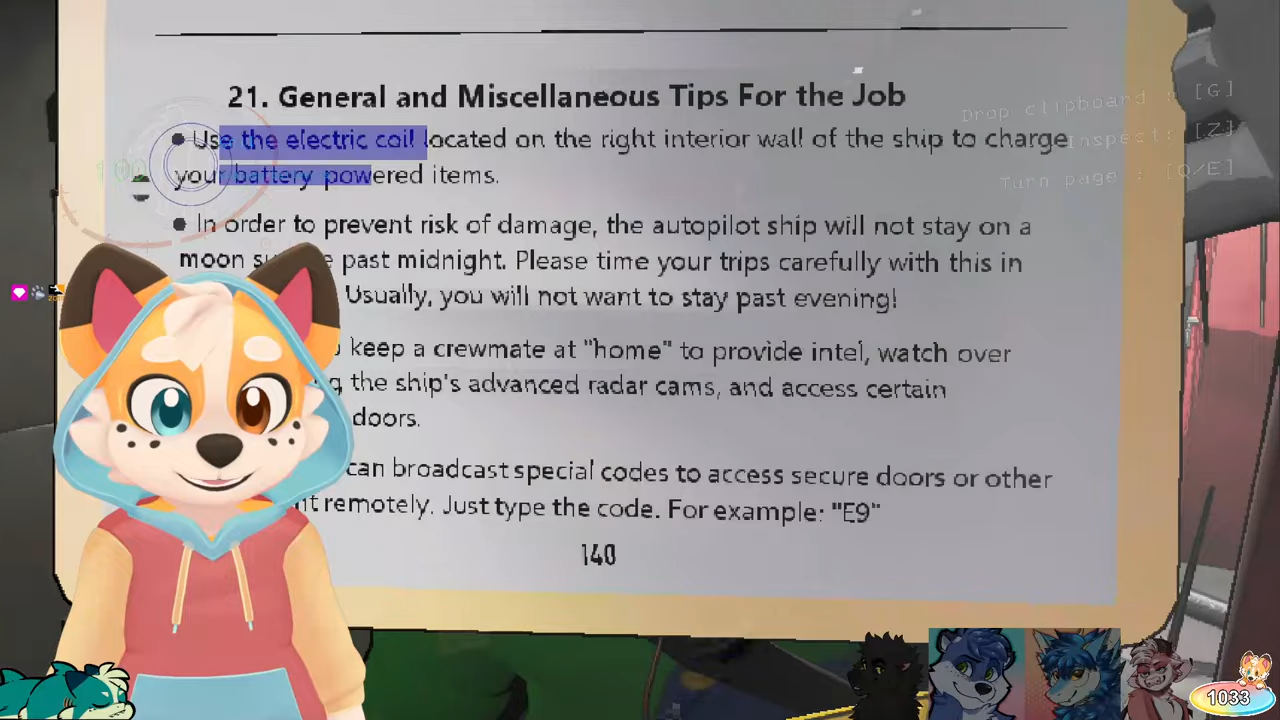 21. General and Miscellaneous Tips For the Job
Use the electric coil located on the right interior wall of the ship to charge
your battery powered items.
In order to prevent risk of damage, the autopilot ship will not stay on a
moon past midnight. Please time your trips carefully with this in
Usually, you will not want to stay past evening!
keep a crewmate at "home" to provide intel, watch over
the ship's advanced radar cams, and access certain
doors.
can broadcast special codes to access secure doors or other
remotely. Just type the code. For example: "E9"
140
Drop clipboard : [G]
Inspect: [Z]
Turn page : [Q/E]
1033